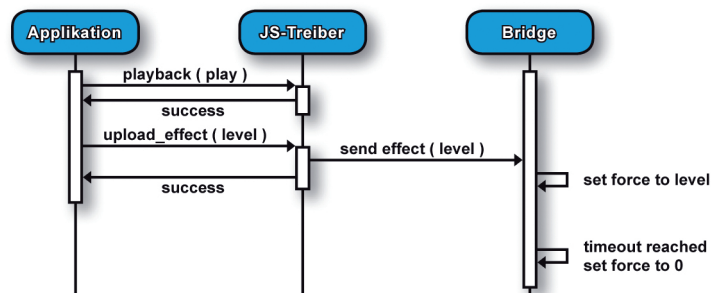 Applikation
JS-Treiber
Bridge
playback ( play )
success
upload_effect ( level )
send effect ( level )
success
set force to level
timeout reached
set force to 0